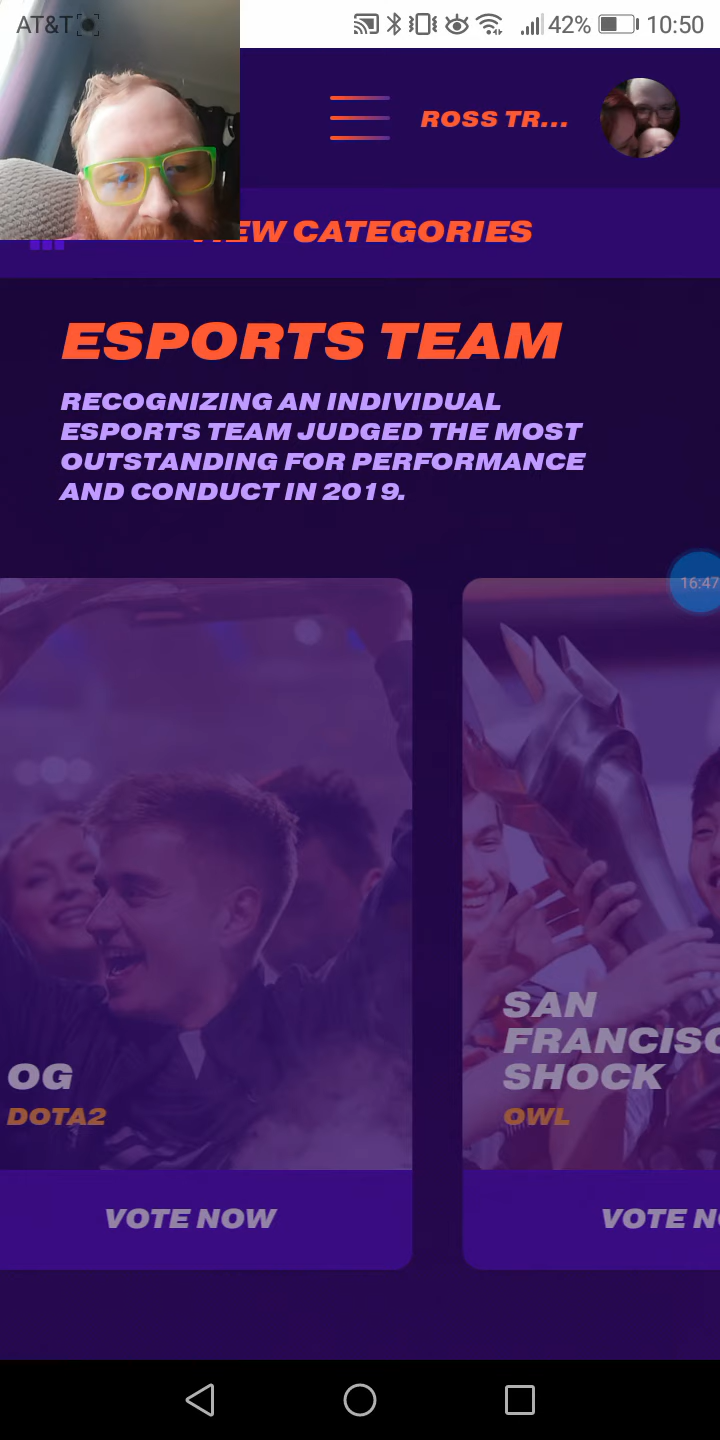 AT&T 42% 10:50
ROSS TR...
EW CATEGORIES
ESPORTS TEAM
RECOGNIZING AN INDIVIDUAL
ESPORTS TEAM JUDGED THE MOST
OUTSTANDING FOR PERFORMANCE
AND CONDUCT IN 2019.
16:47
OG
DOTA2
VOTE NOW
SAN
FRANCISC
SHOCK
OWL
VOTE N